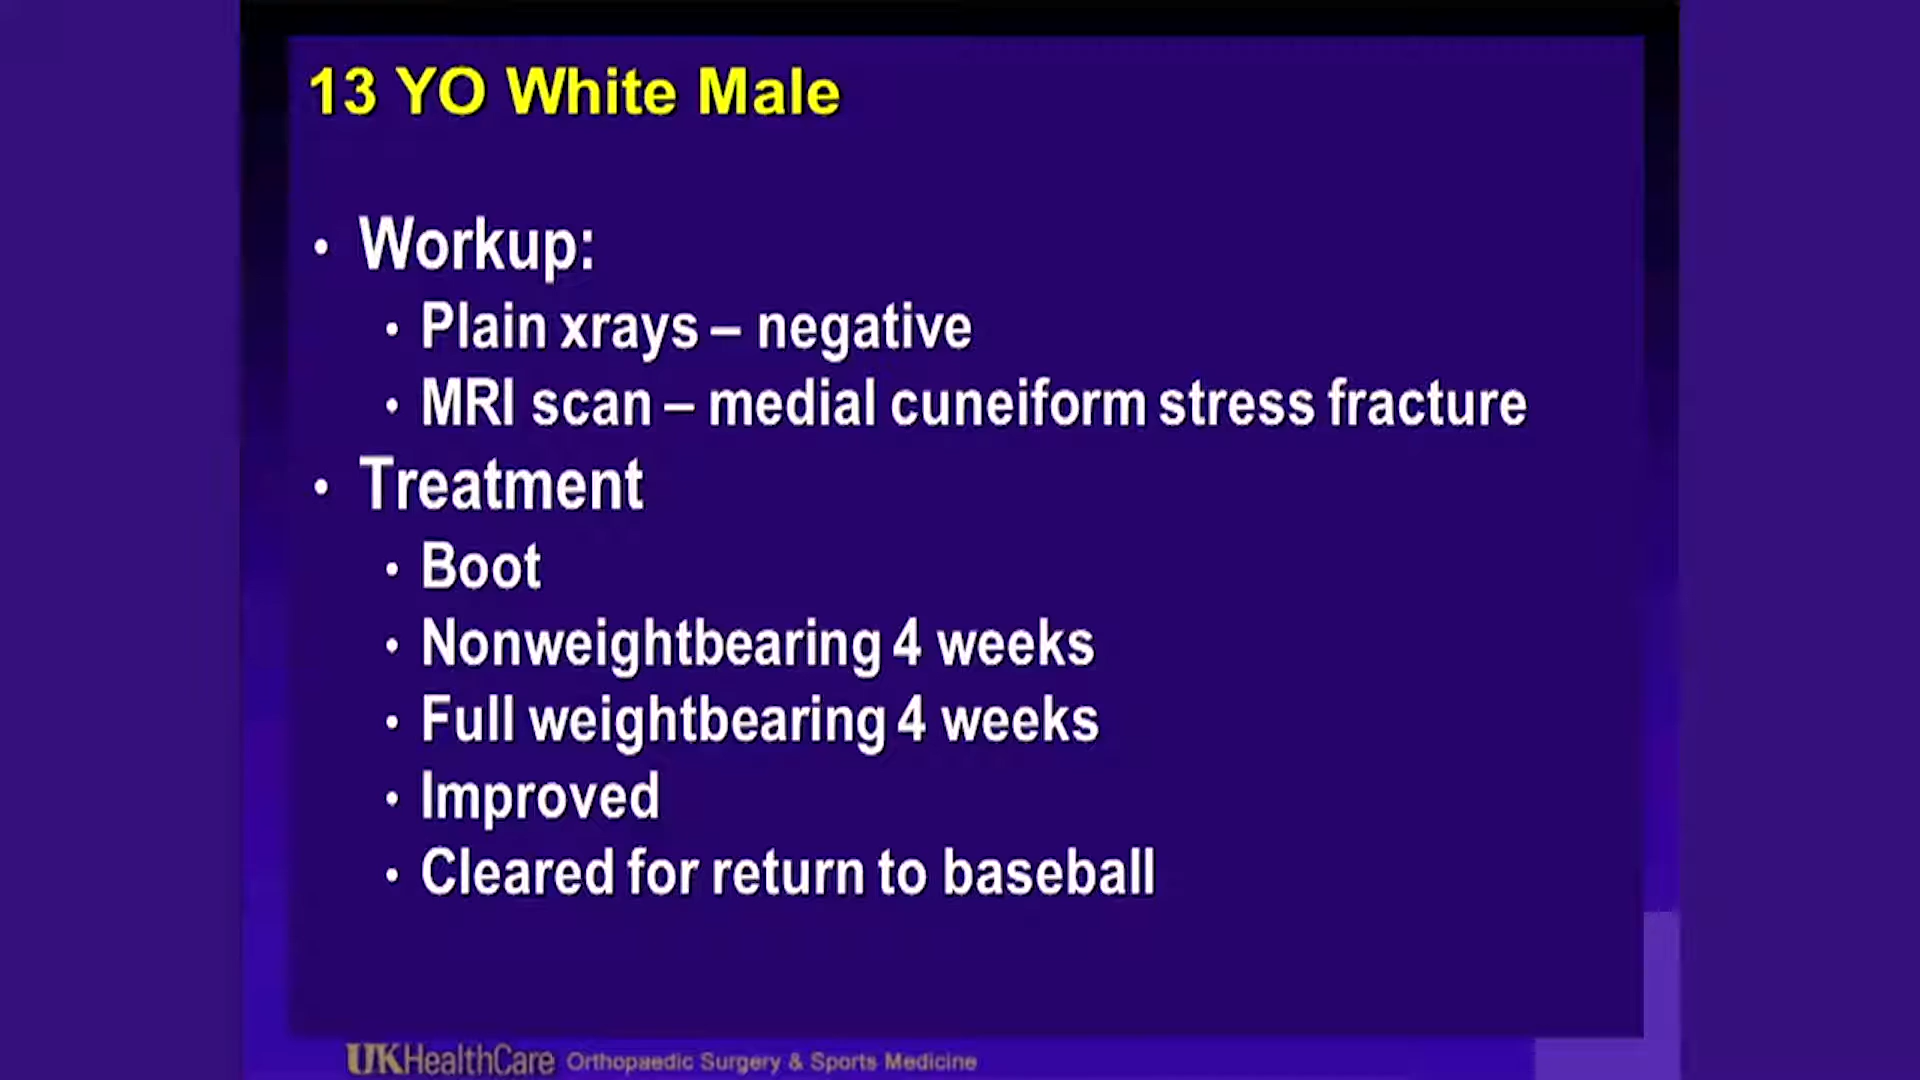 13 YO White Male
• Workup:
• Plain xrays – negative
• MRI scan – medial cuneiform stress fracture
• Treatment
• Boot
• Nonweightbearing 4 weeks
• Full weightbearing 4 weeks
• Improved
• Cleared for return to baseball
UKHealthCare Orthopaedic Surgery & Sports Medicine